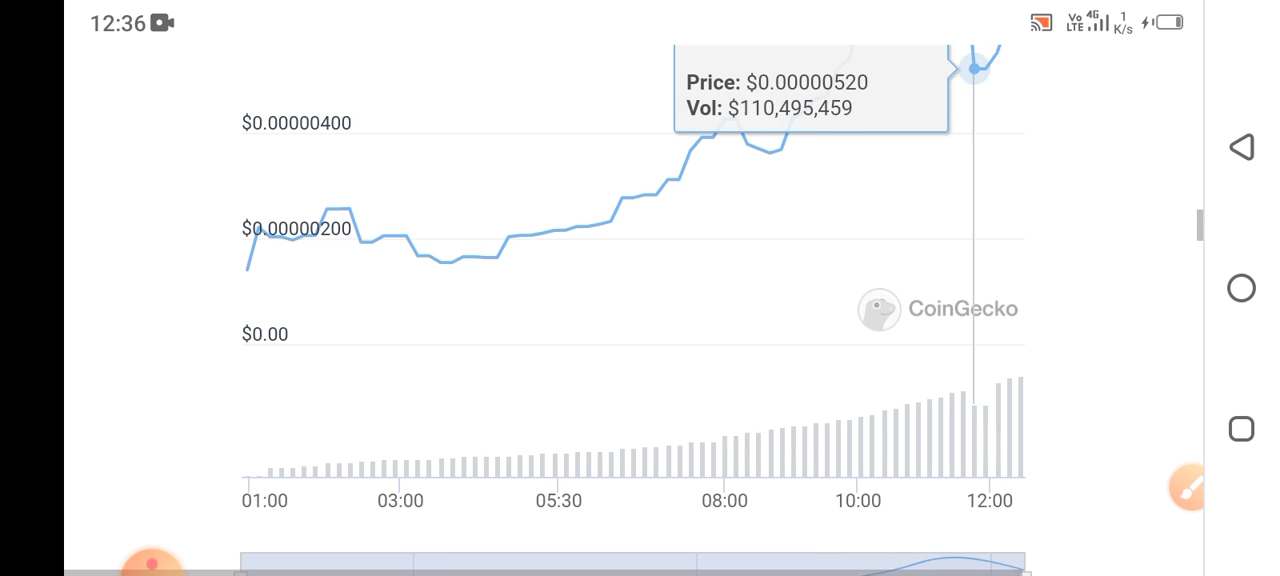 12:36
Vo LTE 4G 1 K/s
Price: $0.00000520
Vol: $110,495,459
$0.00000400
$0.00000200
CoinGecko
$0.00
01:00 03:00 05:30 08:00 10:00 12:00